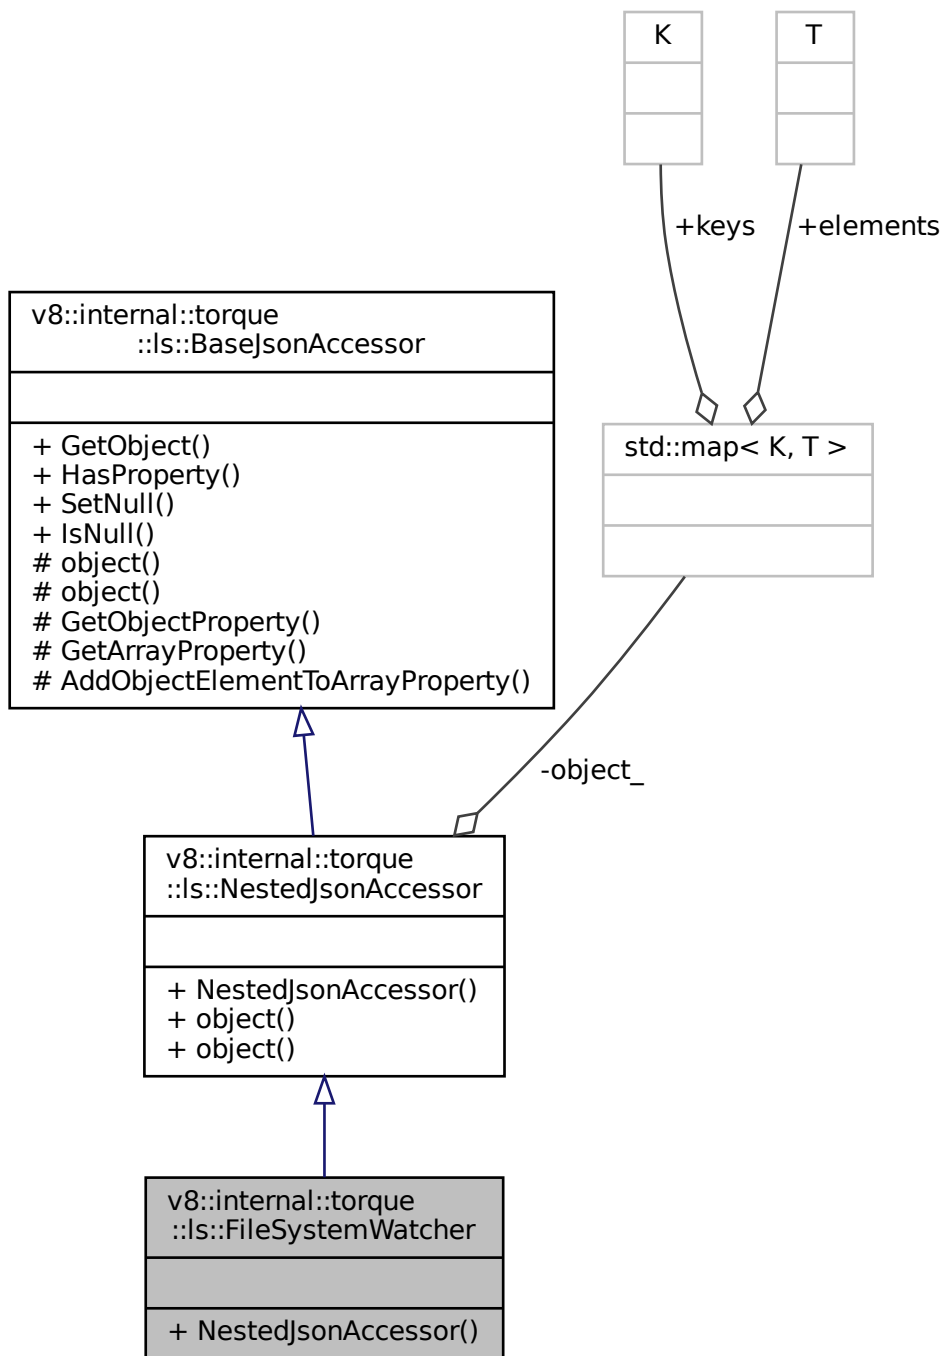 K
T
+keys
+elements
v8::internal::torque
::ls::BaseJsonAccessor
+ GetObject()
+ HasProperty()
+ SetNull()
+ IsNull()
# object()
# object()
# GetObjectProperty()
# GetArrayProperty()
# AddObjectElementToArrayProperty()
std::map< K, T >
-object_
v8::internal::torque
::ls::NestedJsonAccessor
+ NestedJsonAccessor()
+ object()
+ object()
v8::internal::torque
::ls::FileSystemWatcher
+ NestedJsonAccessor()